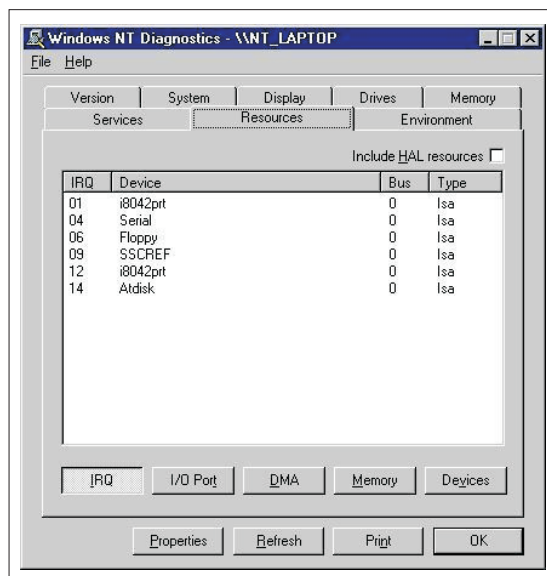 Windows NT Diagnostics - \\NT_LAPTOP
File Help
Version System Display Drives Memory
Services Resources Environment
Include HAL resources
IRQ Device Bus Type
01 i8042prt 0 Isa
04 Serial 0 Isa
06 Floppy 0 Isa
09 SSCREF 0 Isa
12 i8042prt 0 Isa
14 Atdisk 0 Isa
IRQ I/O Port DMA Memory Devices
Properties Refresh Print OK